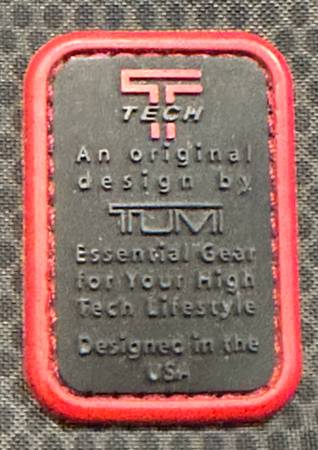 T
TECH
An original
design by
TUMI
Essential Gear
for Your High
Tech Lifestyle
Designed in the
USA